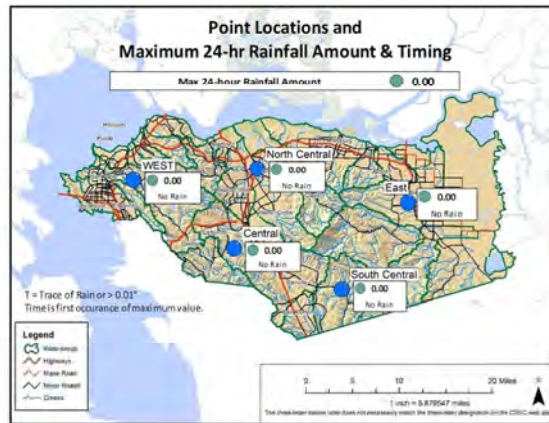 Point Locations and
Maximum 24-hr Rainfall Amount & Timing
Max 24-hour Rainfall Amount 0.00
WEST
0.00
No Rain
North Central
0.00
No Rain
East
0.00
No Rain
Central
0.00
No Rain
South Central
0.00
No Rain
T = Trace of Rain or > 0.01"
Time is first occurance of maximum value.
Legend
Highways
Major Road
Minor Roads
Creeks
0 5 10 20 Miles
1 inch = 9.879547 miles